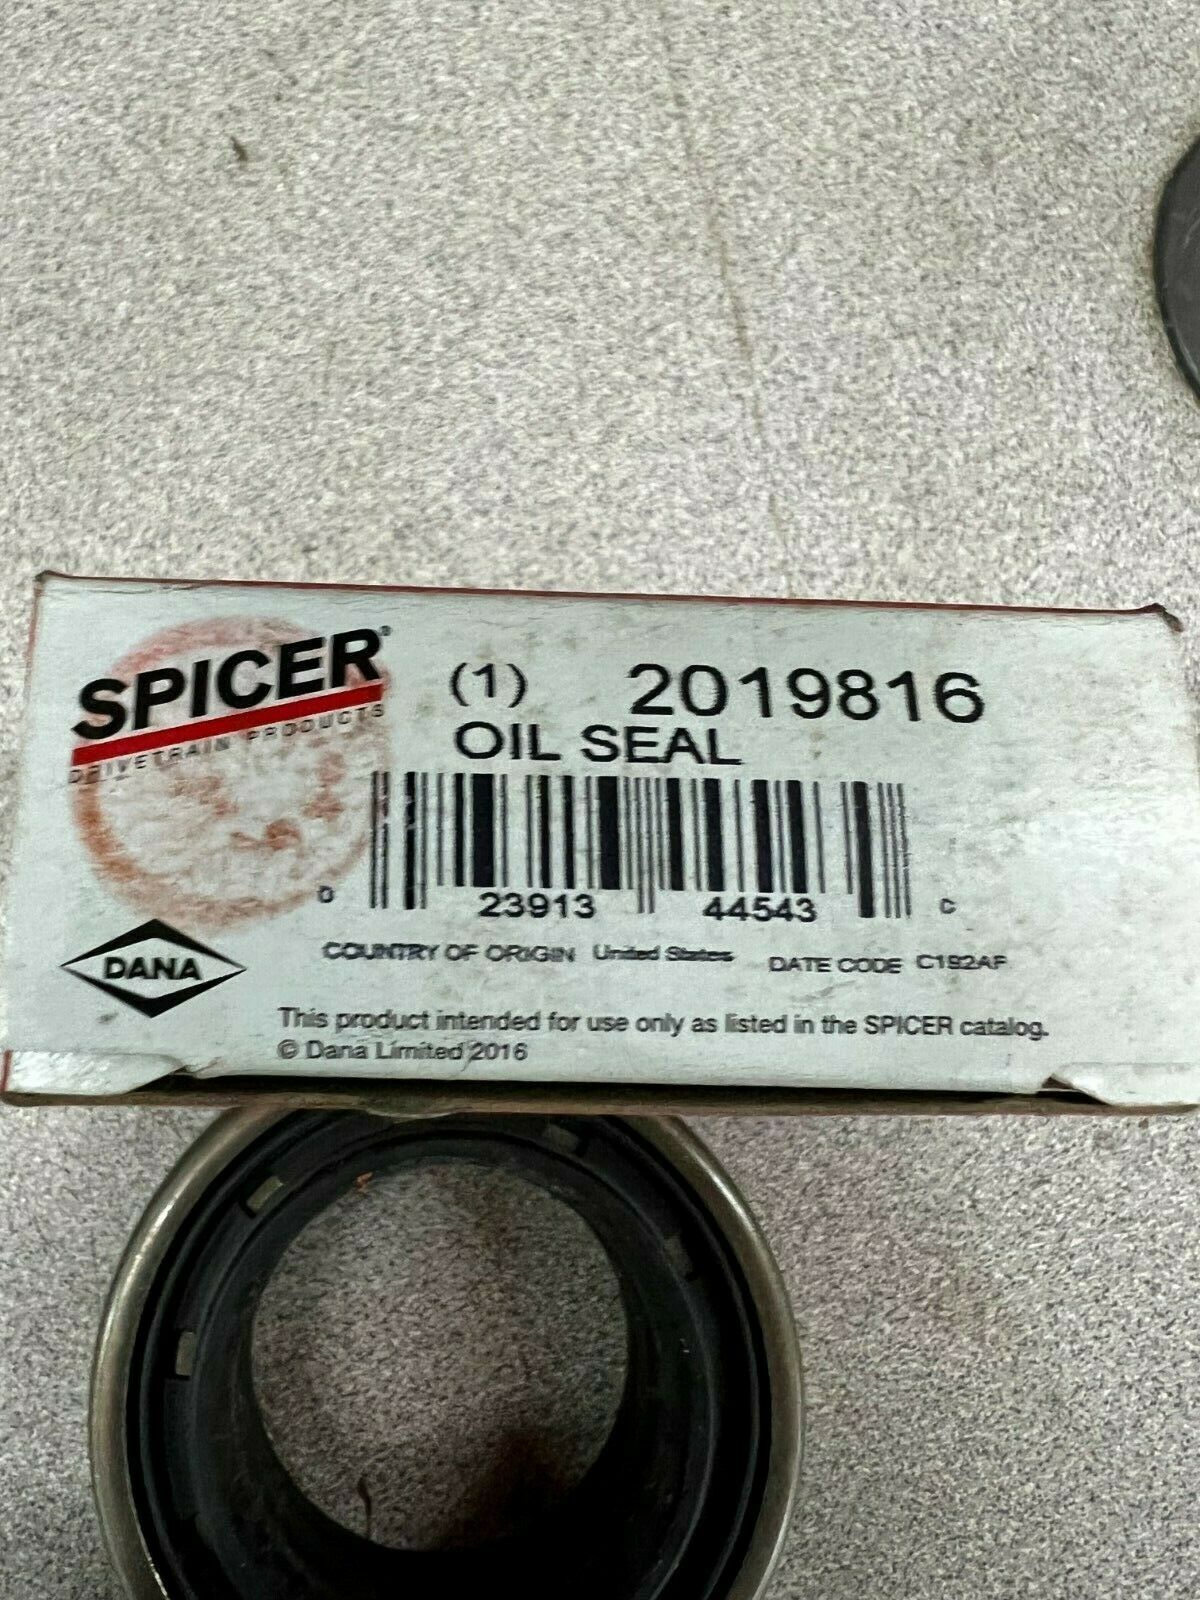 SPICER®
DRIVETRAIN PRODUCTS
(1) 2019816
OIL SEAL
0 23913 44543 C
DANA
COUNTRY OF ORIGIN United States DATE CODE C192AF
This product intended for use only as listed in the SPICER catalog.
© Dana Limited 2016